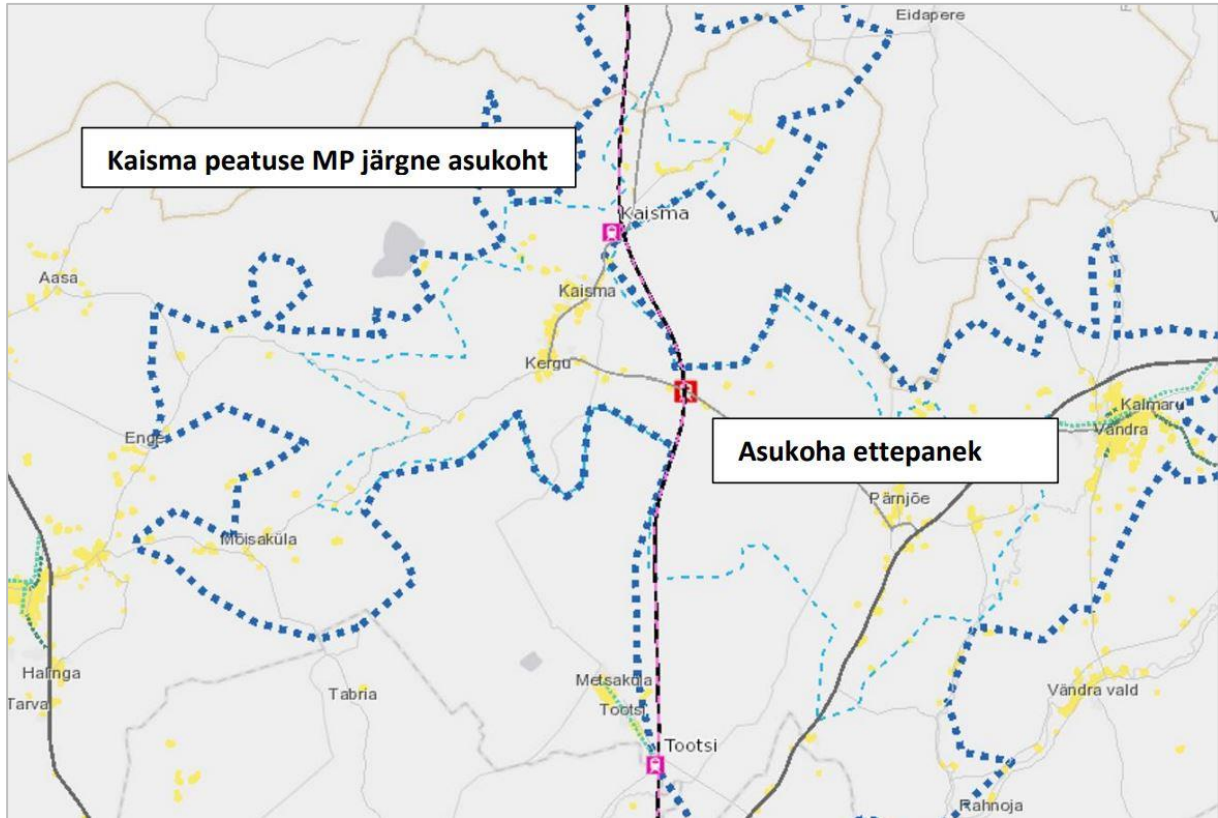 Eidapere
Kaisma peatuse MP järgne asukoht
Kaisma
Aasa
Kaisma
Kergu
Kalmaru
Vändra
Enge
Asukoha ettepanek
Pärnjõe
Mõisaküla
Halinga
Tarva
Tabria
Metsaküla
Tootsi
Vändra vald
Tootsi
Rahnoja